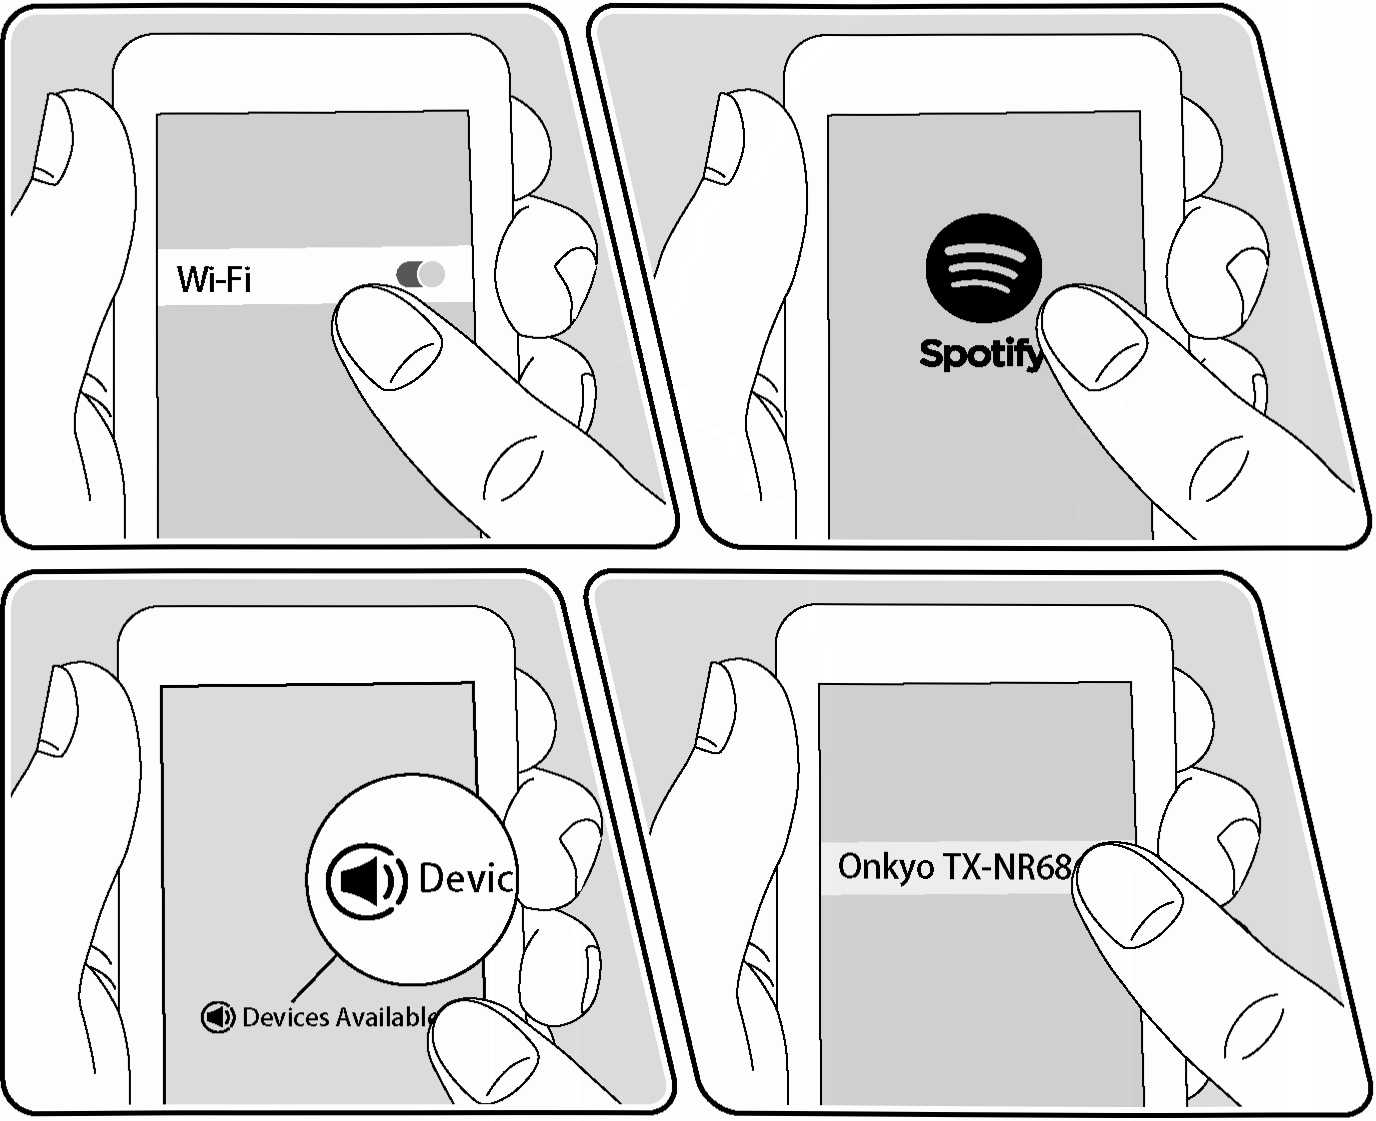 Wi-Fi
Spotify
Devic
Devices Available
Onkyo TX-NR68